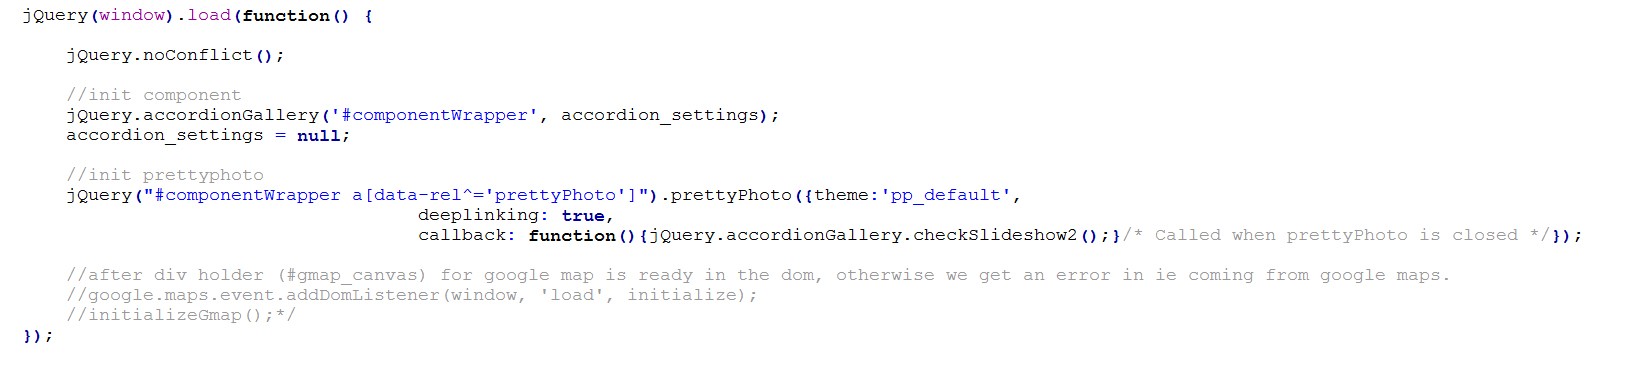 jQuery(window).load(function() {
jQuery.noConflict();
//init component
jQuery.accordionGallery('#componentWrapper', accordion_settings);
accordion_settings = null;
//init prettyphoto
jQuery("#componentWrapper a[data-rel^='prettyPhoto']").prettyPhoto({theme:'pp_default',
deeplinking: true,
callback: function(){jQuery.accordionGallery.checkSlideshow2();}/* Called when prettyPhoto is closed */});
//after div holder (#gmap_canvas) for google map is ready in the dom, otherwise we get an error in ie coming from google maps.
//google.maps.event.addDomListener(window, 'load', initialize);
//initializeGmap();*/
});